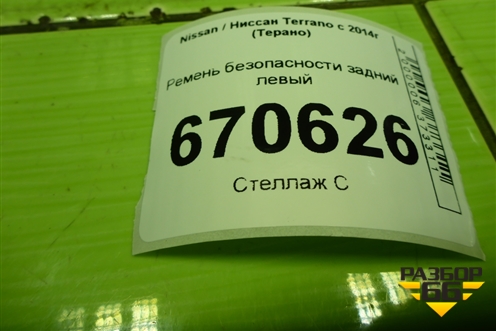 Nissan / Ниссан Terrano с 2014г
(Терано)
Ремень безопасности задний
левый
670626
Стеллаж С
РАЗБОР
66